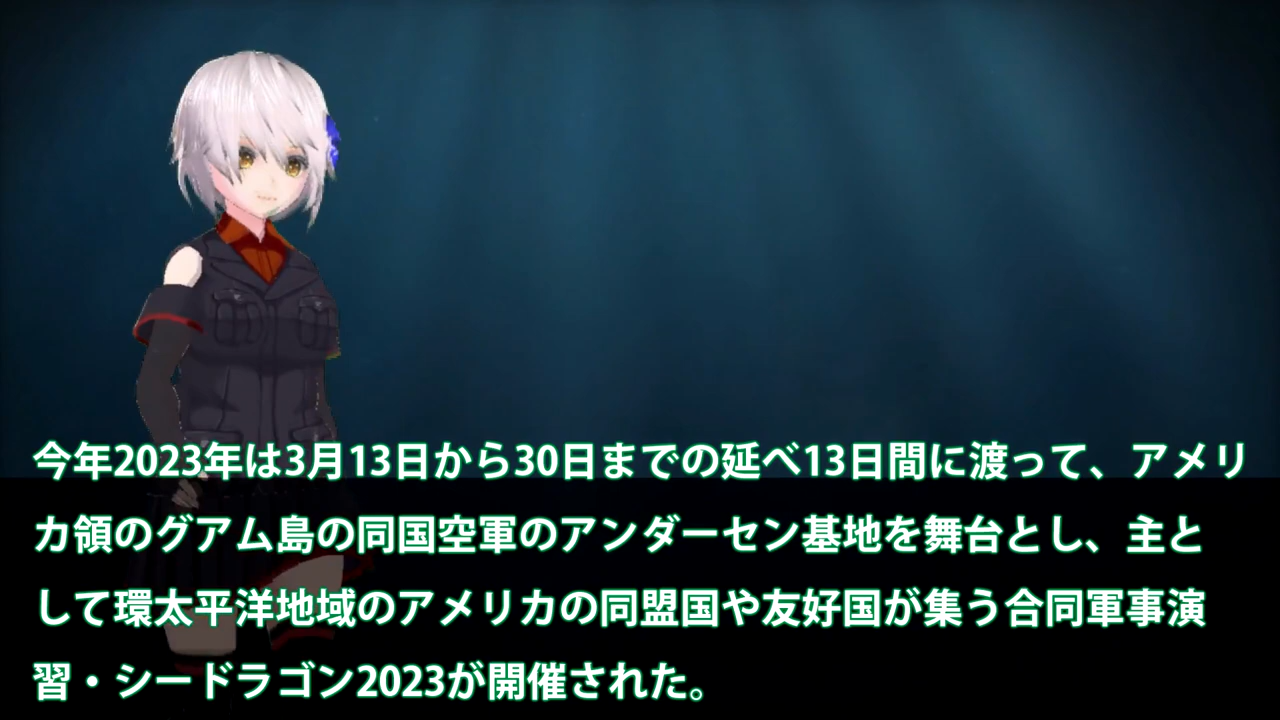 今年2023年は3月13日から30日までの延べ13日間に渡って、アメリ
カ領のグアム島の同国空軍のアンダーセン基地を舞台とし、主と
して環太平洋地域のアメリカの同盟国や友好国が集う合同軍事演
習・シードラゴン2023が開催された。